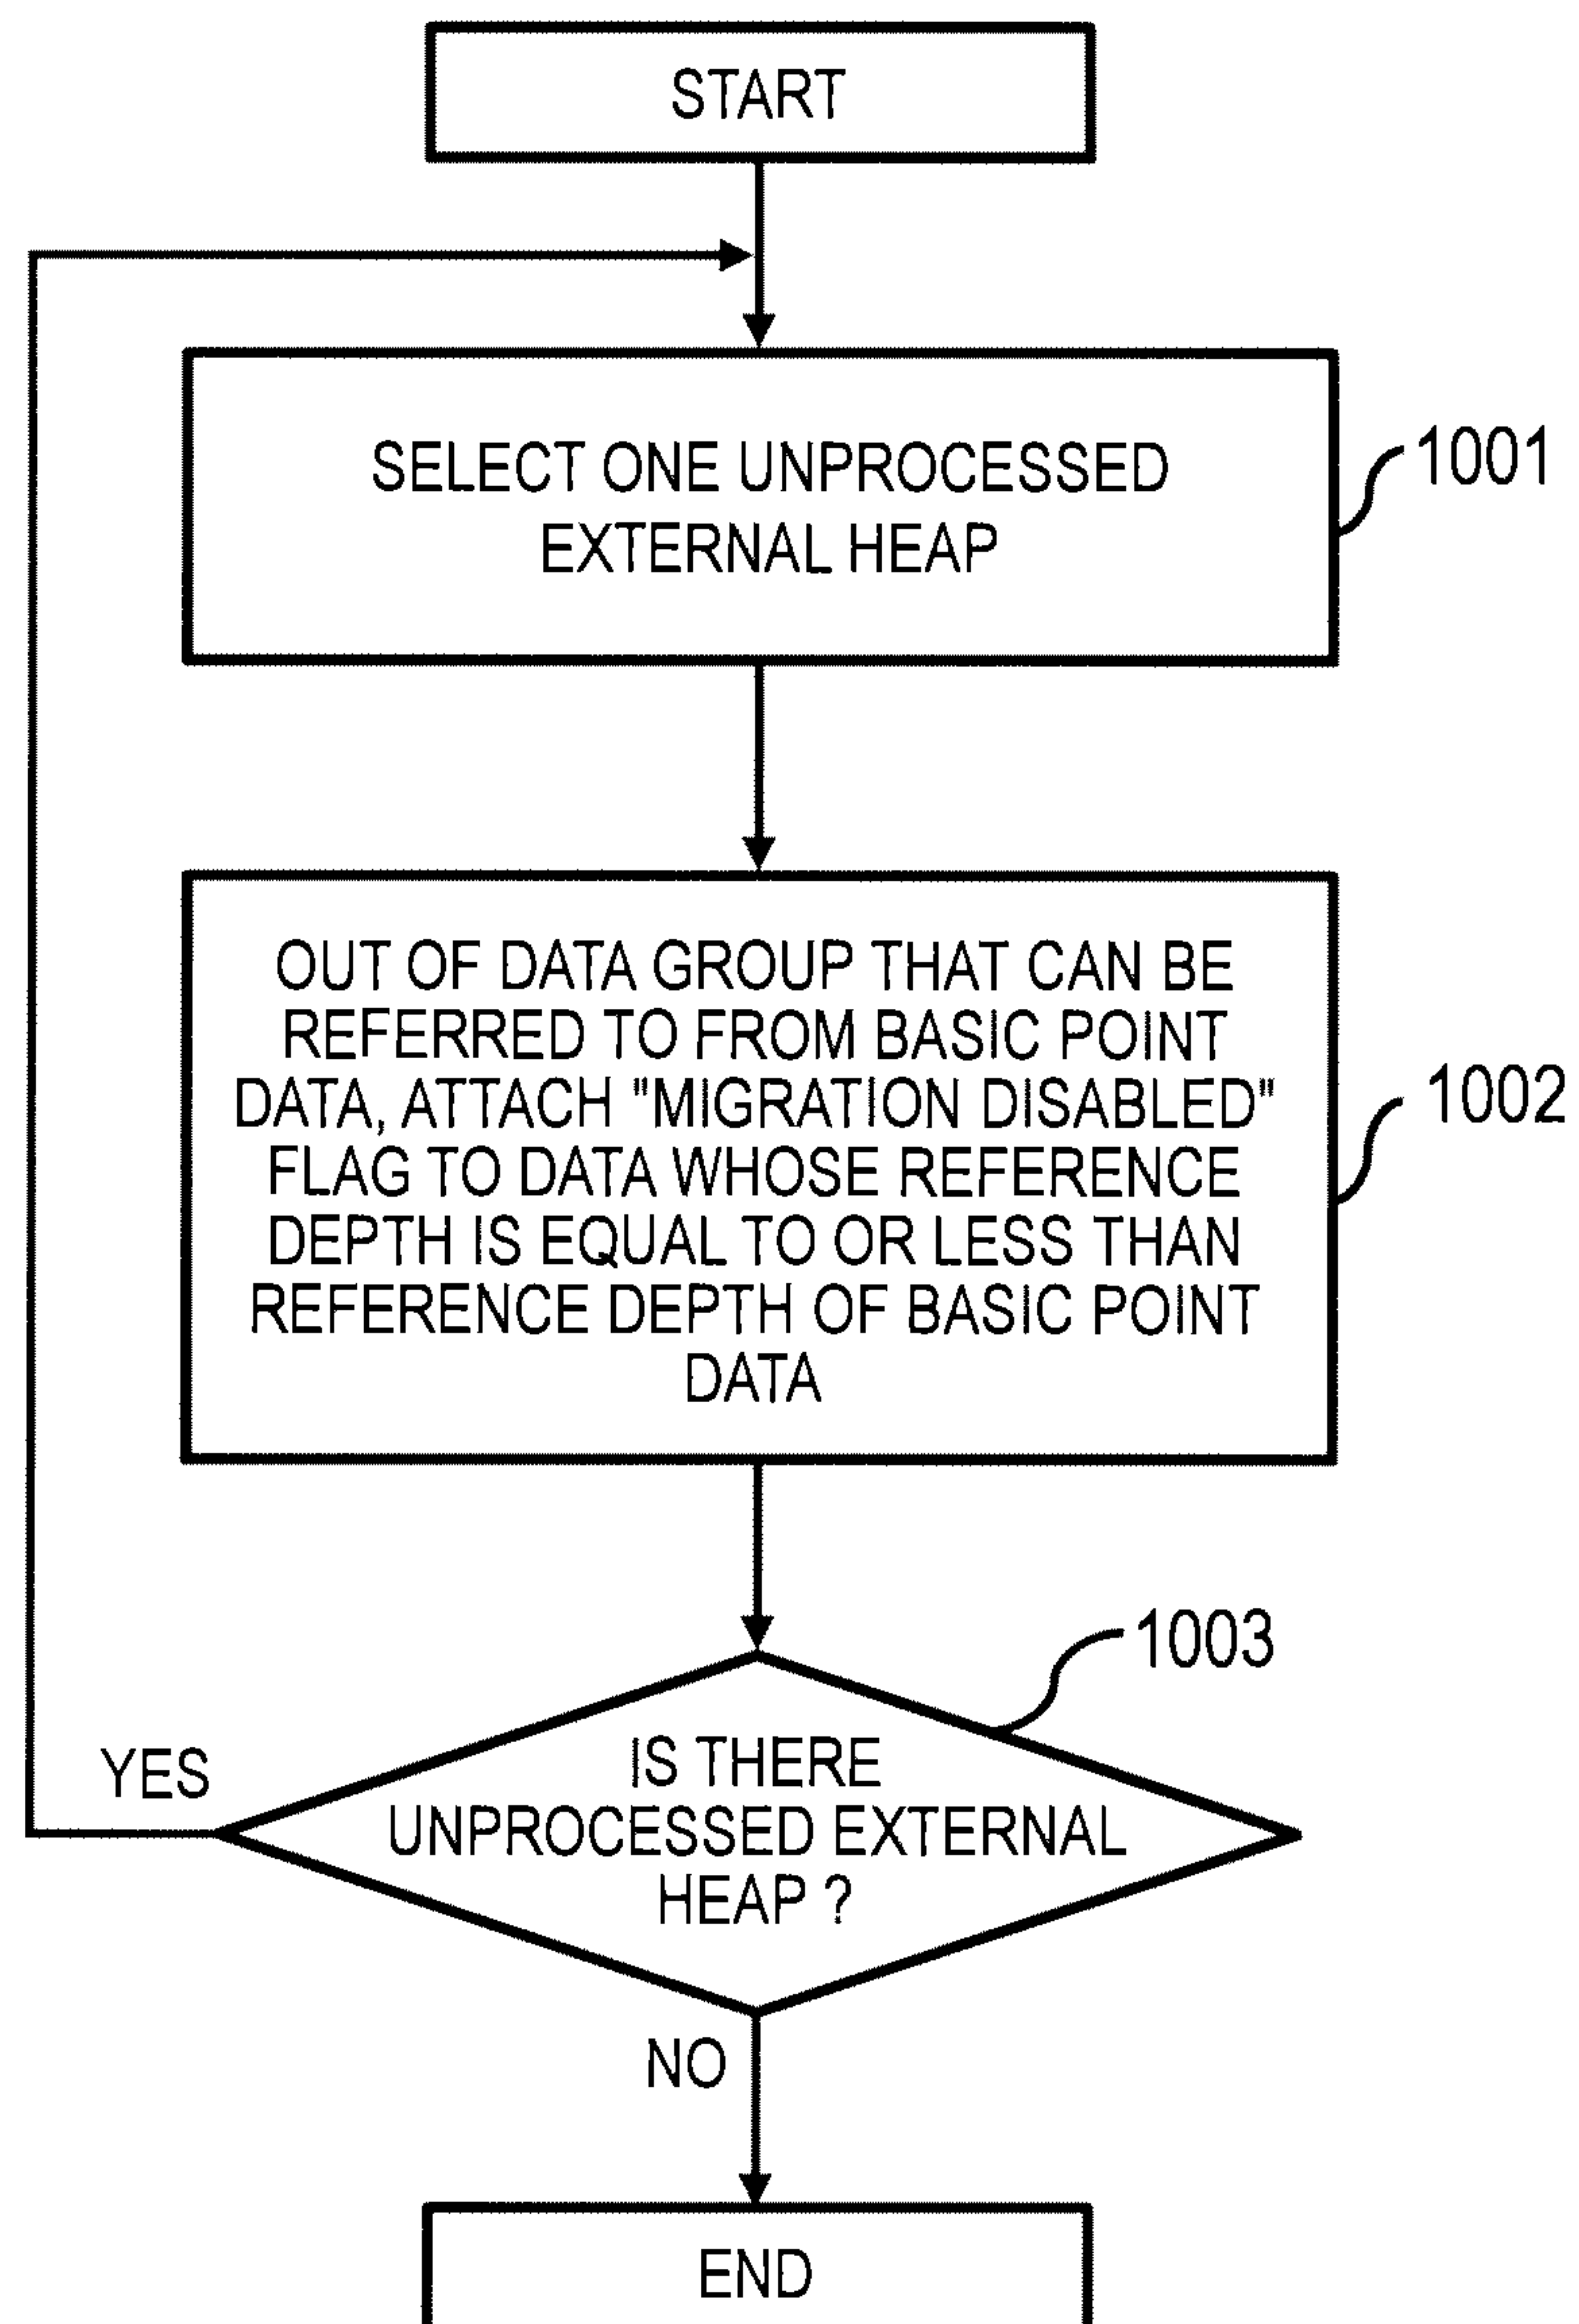 START
SELECT ONE UNPROCESSED
EXTERNAL HEAP
1001
OUT OF DATA GROUP THAT CAN BE
REFERRED TO FROM BASIC POINT
DATA, ATTACH "MIGRATION DISABLED"
FLAG TO DATA WHOSE REFERENCE
DEPTH IS EQUAL TO OR LESS THAN
REFERENCE DEPTH OF BASIC POINT
DATA
1002
1003
IS THERE
UNPROCESSED EXTERNAL
HEAP ?
YES
NO
END